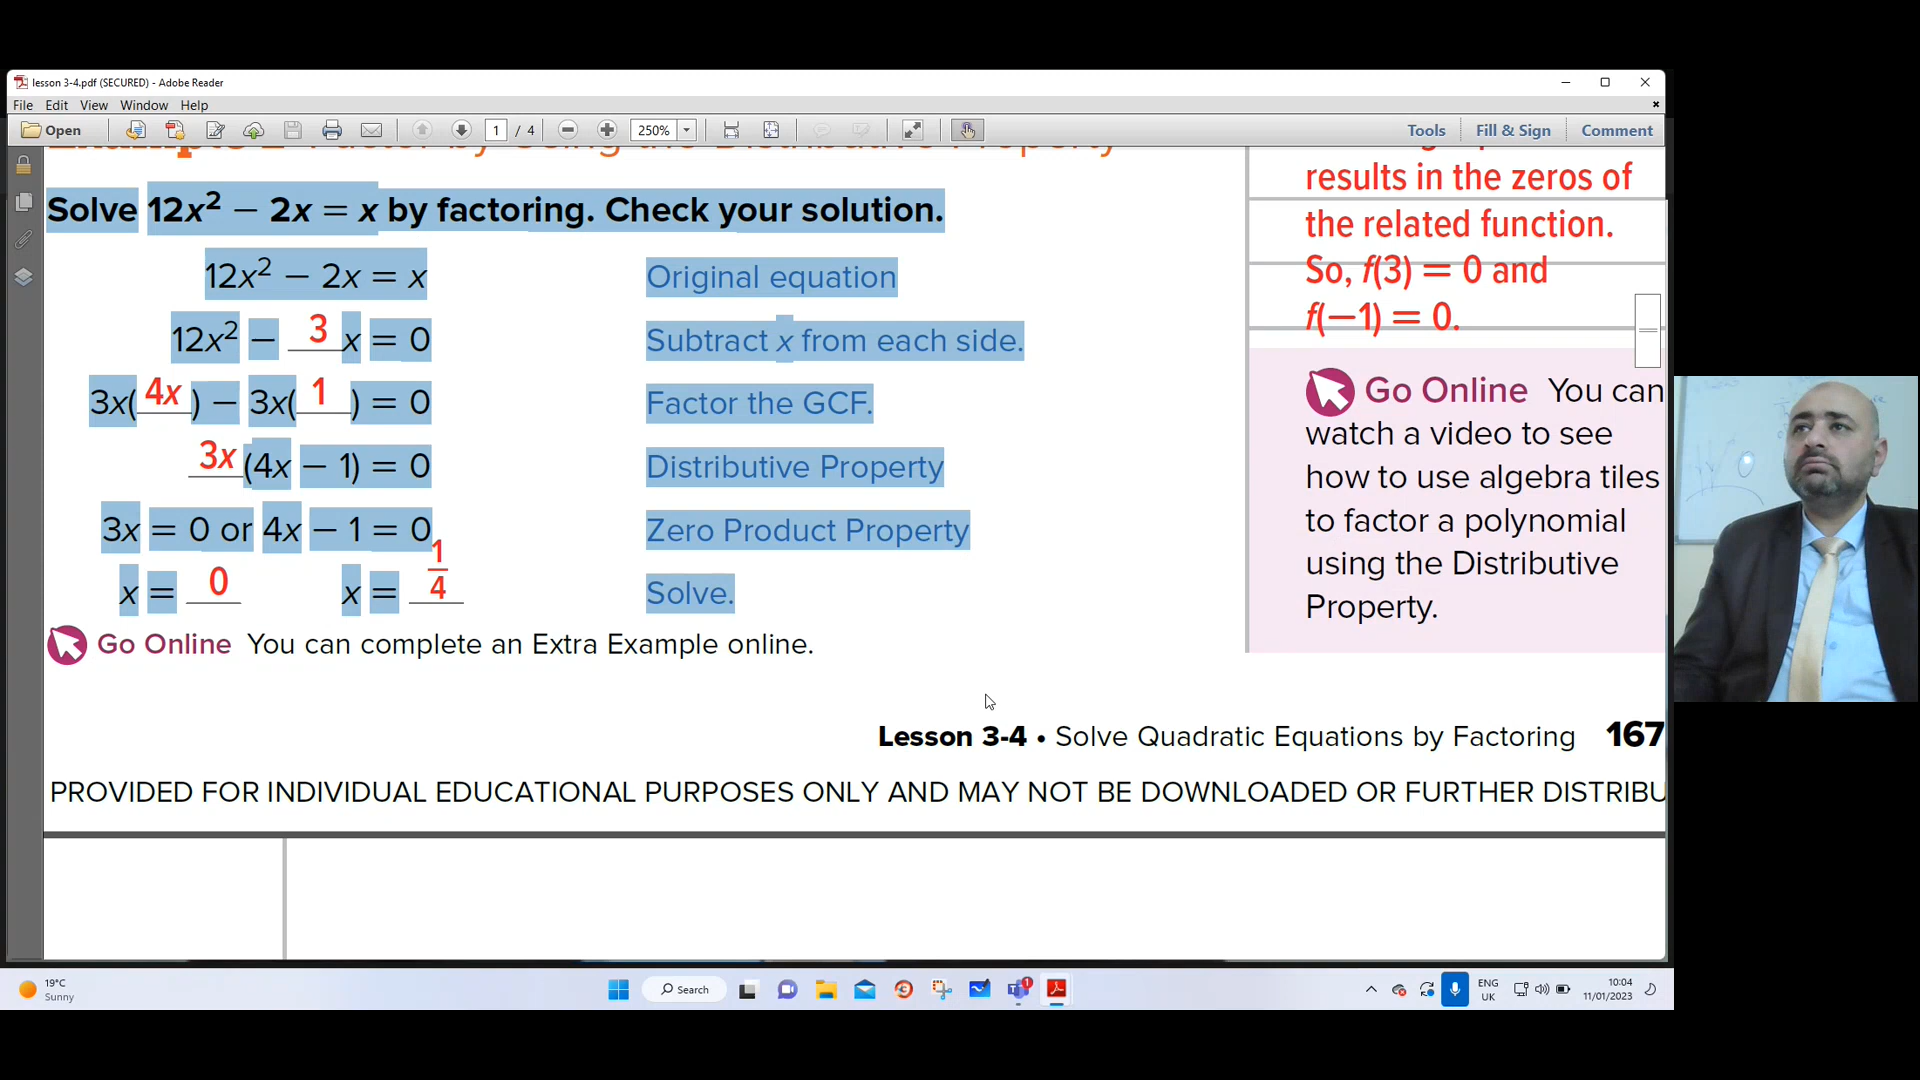 lesson 3-4.pdf (SECURED) - Adobe Reader
File Edit View Window Help
Open 1 / 4 250% Tools Fill & Sign Comment
Factor by Using the Distributive Property
Solve 12x² − 2x = x by factoring. Check your solution.
12x² − 2x = x Original equation
12x² − 3x = 0 Subtract x from each side.
3x(4x) − 3x(1) = 0 Factor the GCF.
3x(4x − 1) = 0 Distributive Property
3x = 0 or 4x − 1 = 0 Zero Product Property
x = 0 x = 1/4 Solve.
Go Online You can complete an Extra Example online.
results in the zeros of
the related function.
So, f(3) = 0 and
f(−1) = 0.
Go Online You can
watch a video to see
how to use algebra tiles
to factor a polynomial
using the Distributive
Property.
Lesson 3-4 • Solve Quadratic Equations by Factoring 167
PROVIDED FOR INDIVIDUAL EDUCATIONAL PURPOSES ONLY AND MAY NOT BE DOWNLOADED OR FURTHER DISTRIBU
19°C
Sunny
Search
1
ENG
UK
10:04
11/01/2023